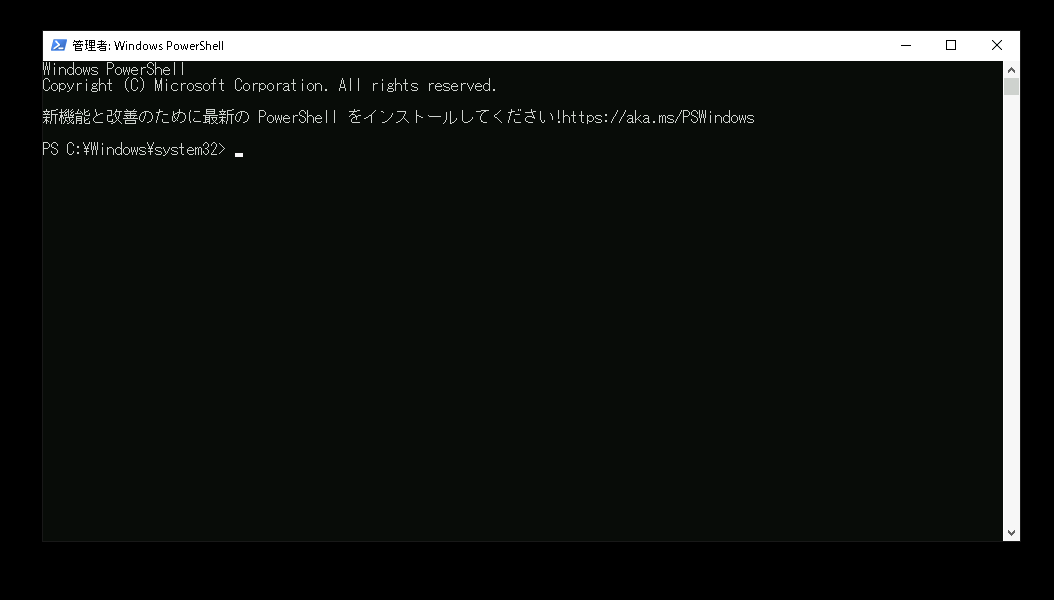 管理者: Windows PowerShell
Windows PowerShell
Copyright (C) Microsoft Corporation. All rights reserved.
新機能と改善のために最新の PowerShell をインストールしてください!https://aka.ms/PSWindows
PS C:¥Windows¥system32>